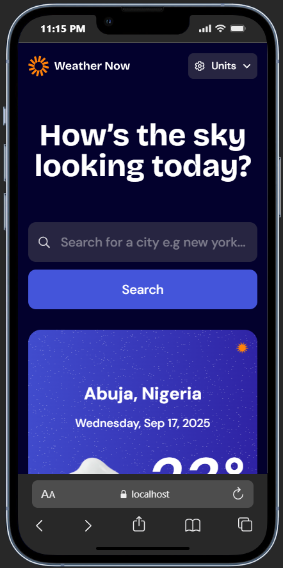 11:15 PM
Weather Now
Units
How's the sky
looking today?
Search for a city e.g new york...
Search
Abuja, Nigeria
Wednesday, Sep 17, 2025
AA
localhost